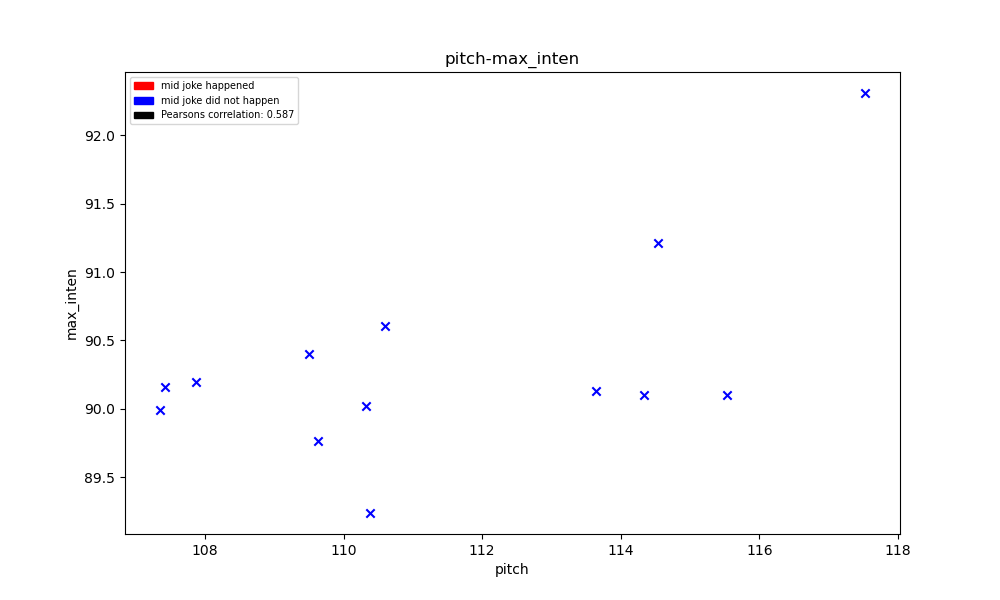 pitch-max_inten
mid joke happened
mid joke did not happen
Pearsons correlation: 0.587
92.0
91.5
91.0
90.5
90.0
89.5
max_inten
108 110 112 114 116 118
pitch